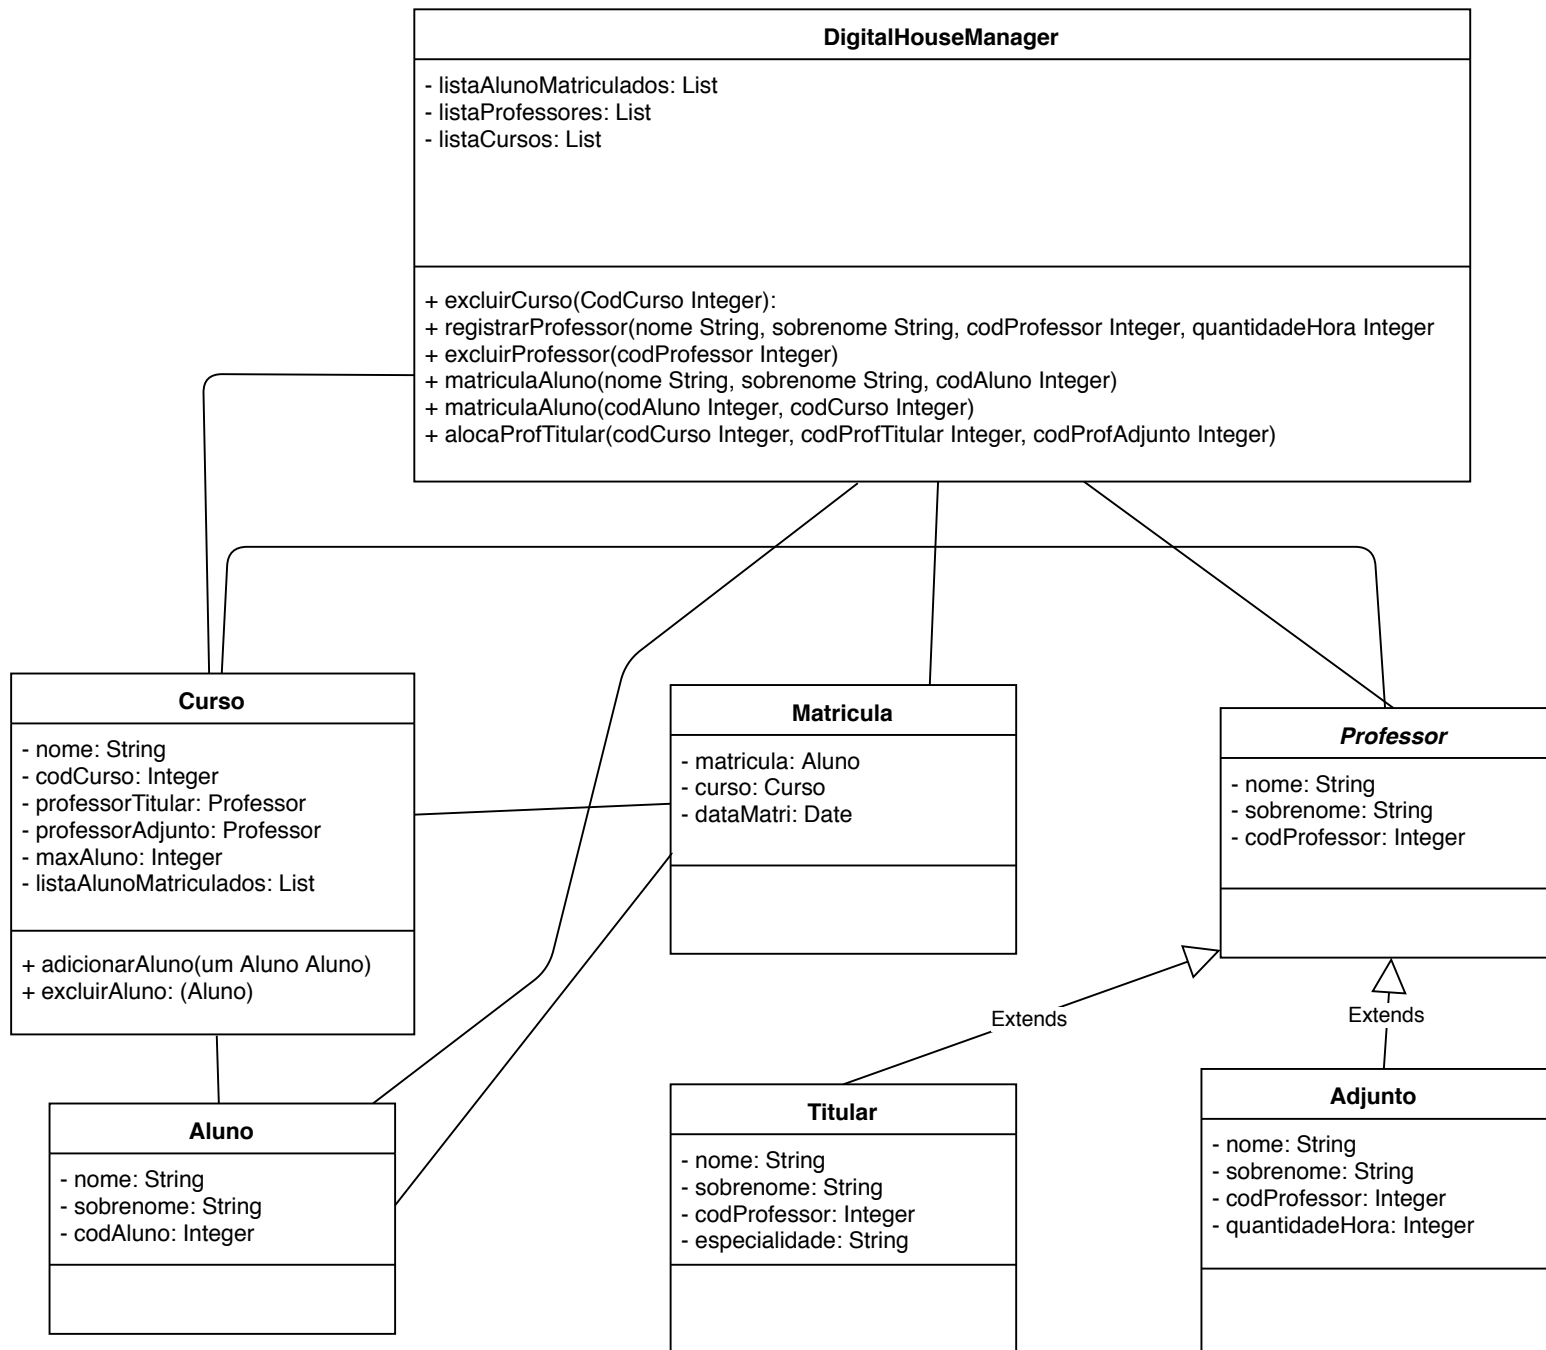 DigitalHouseManager
- listaAlunoMatriculados: List
- listaProfessores: List
- listaCursos: List
+ excluirCurso(CodCurso Integer):
+ registrarProfessor(nome String, sobrenome String, codProfessor Integer, quantidadeHora Integer
+ excluirProfessor(codProfessor Integer)
+ matriculaAluno(nome String, sobrenome String, codAluno Integer)
+ matriculaAluno(codAluno Integer, codCurso Integer)
+ alocaProfTitular(codCurso Integer, codProfTitular Integer, codProfAdjunto Integer)
Curso
- nome: String
- codCurso: Integer
- professorTitular: Professor
- professorAdjunto: Professor
- maxAluno: Integer
- listaAlunoMatriculados: List
+ adicionarAluno(um Aluno Aluno)
+ excluirAluno: (Aluno)
Matricula
- matricula: Aluno
- curso: Curso
- dataMatri: Date
Professor
- nome: String
- sobrenome: String
- codProfessor: Integer
Extends
Extends
Aluno
- nome: String
- sobrenome: String
- codAluno: Integer
Titular
- nome: String
- sobrenome: String
- codProfessor: Integer
- especialidade: String
Adjunto
- nome: String
- sobrenome: String
- codProfessor: Integer
- quantidadeHora: Integer